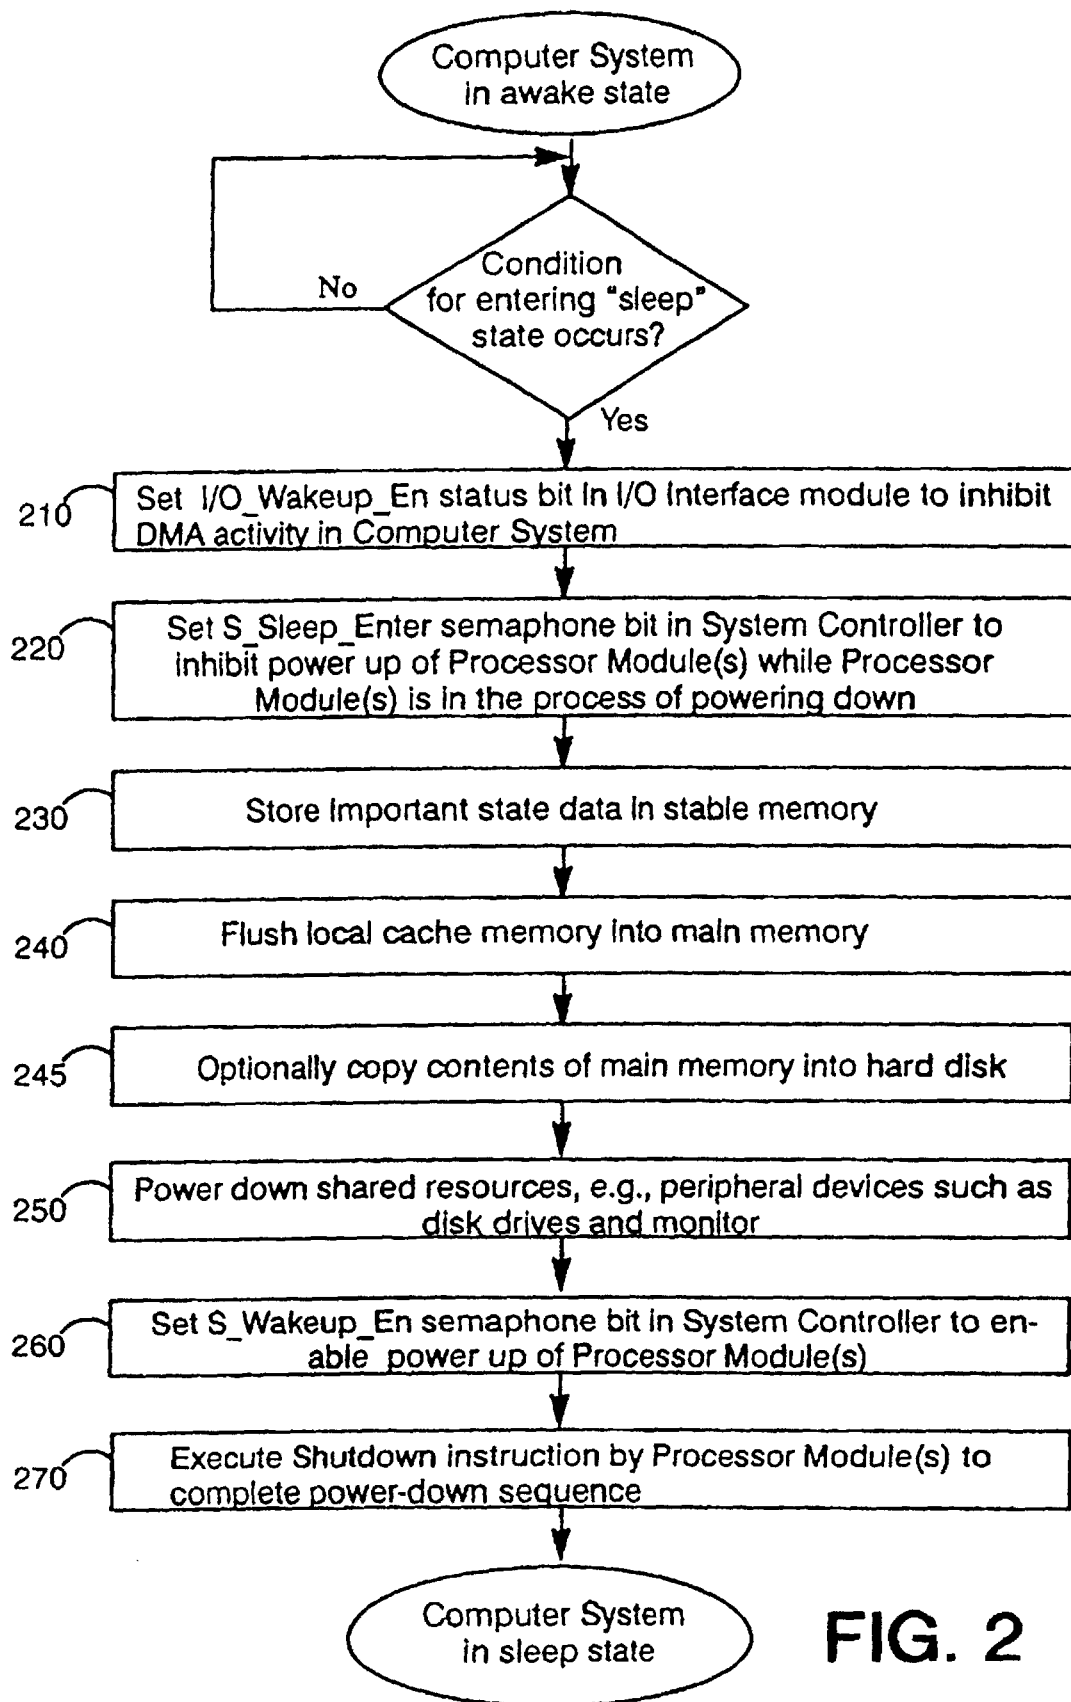 Computer System
in awake state
Condition
for entering "sleep"
state occurs?
No
Yes
210
Set I/O_Wakeup_En status bit in I/O Interface module to inhibit
DMA activity in Computer System
220
Set S_Sleep_Enter semaphone bit in System Controller to
inhibit power up of Processor Module(s) while Processor
Module(s) is in the process of powering down
230
Store important state data in stable memory
240
Flush local cache memory into main memory
245
Optionally copy contents of main memory into hard disk
250
Power down shared resources, e.g., peripheral devices such as
disk drives and monitor
260
Set S_Wakeup_En semaphone bit in System Controller to en-
able power up of Processor Module(s)
270
Execute Shutdown instruction by Processor Module(s) to
complete power-down sequence
Computer System
in sleep state
FIG. 2